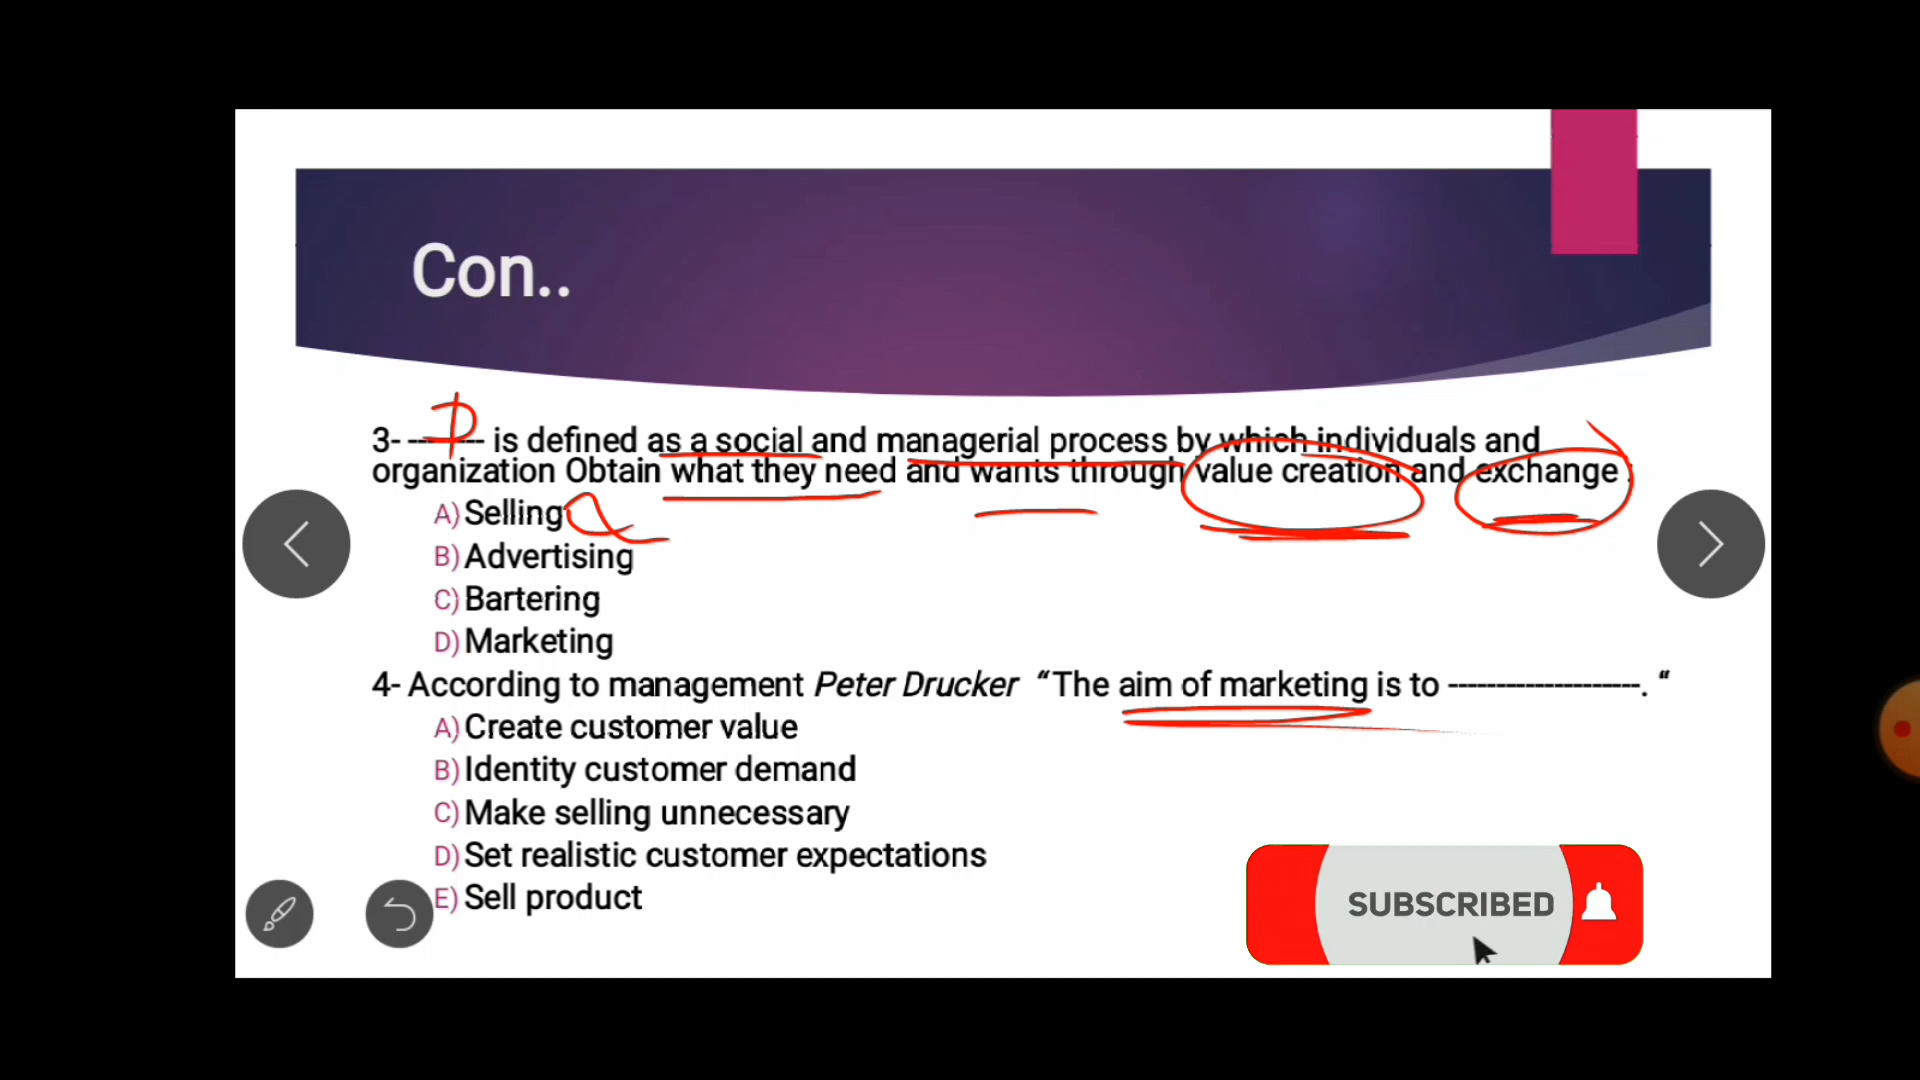 Con..
3- -------- is defined as a social and managerial process by which individuals and
D
organization Obtain what they need and wants through value creation and exchange :
A) Selling
B) Advertising
C) Bartering
D) Marketing
4- According to management Peter Drucker “The aim of marketing is to --------------------. “
A) Create customer value
B) Identity customer demand
C) Make selling unnecessary
D) Set realistic customer expectations
E) Sell product
SUBSCRIBED